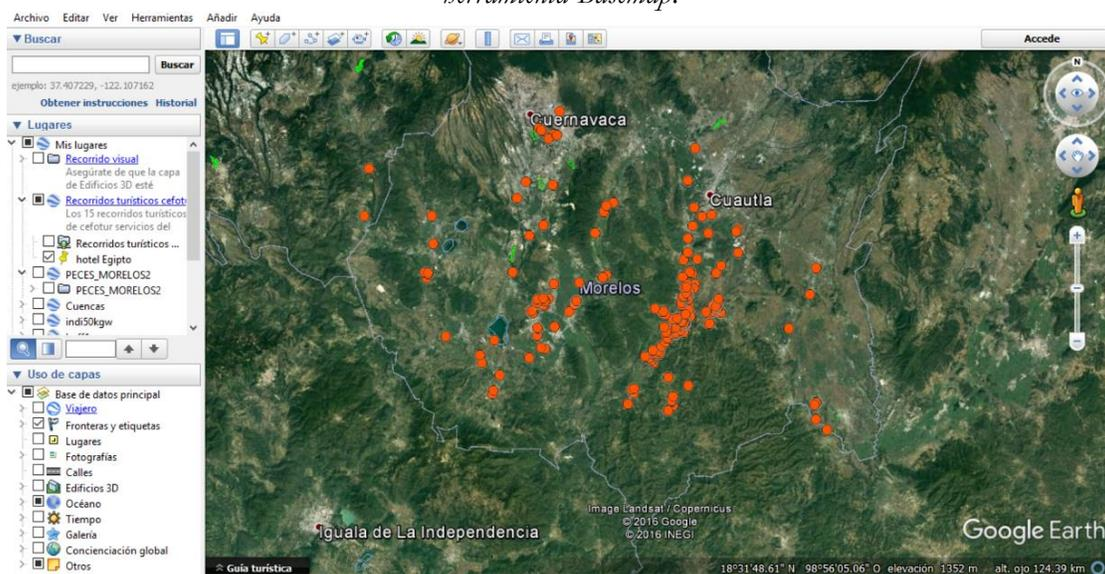 herramienta Basemap.
Archivo Editar Ver Herramientas Añadir Ayuda
Buscar
Buscar
ejemplo: 37.407229, -122.107162
Obtener instrucciones Historial
Lugares
Mis lugares
Recorrido visual
Asegúrate de que la capa
de Edificios 3D esté
Recorridos turísticos cefotur
Los 15 recorridos turísticos
de cefotur servicios del
Recorridos turísticos ...
hotel Egipto
PECES_MORELOS2
PECES_MORELOS2
Cuencas
indi50kgw
Uso de capas
Base de datos principal
Viajero
Fronteras y etiquetas
Lugares
Fotografías
Calles
Edificios 3D
Océano
Tiempo
Galería
Concienciación global
Otros
Accede
N
Cuernavaca
Cuautla
Morelos
Iguala de La Independencia
Image Landsat / Copernicus
© 2016 Google
© 2016 INEGI
Google Earth
Guía turística
18°31'48.61" N 98°56'05.06" O elevación 1352 m alt. ojo 124.39 km